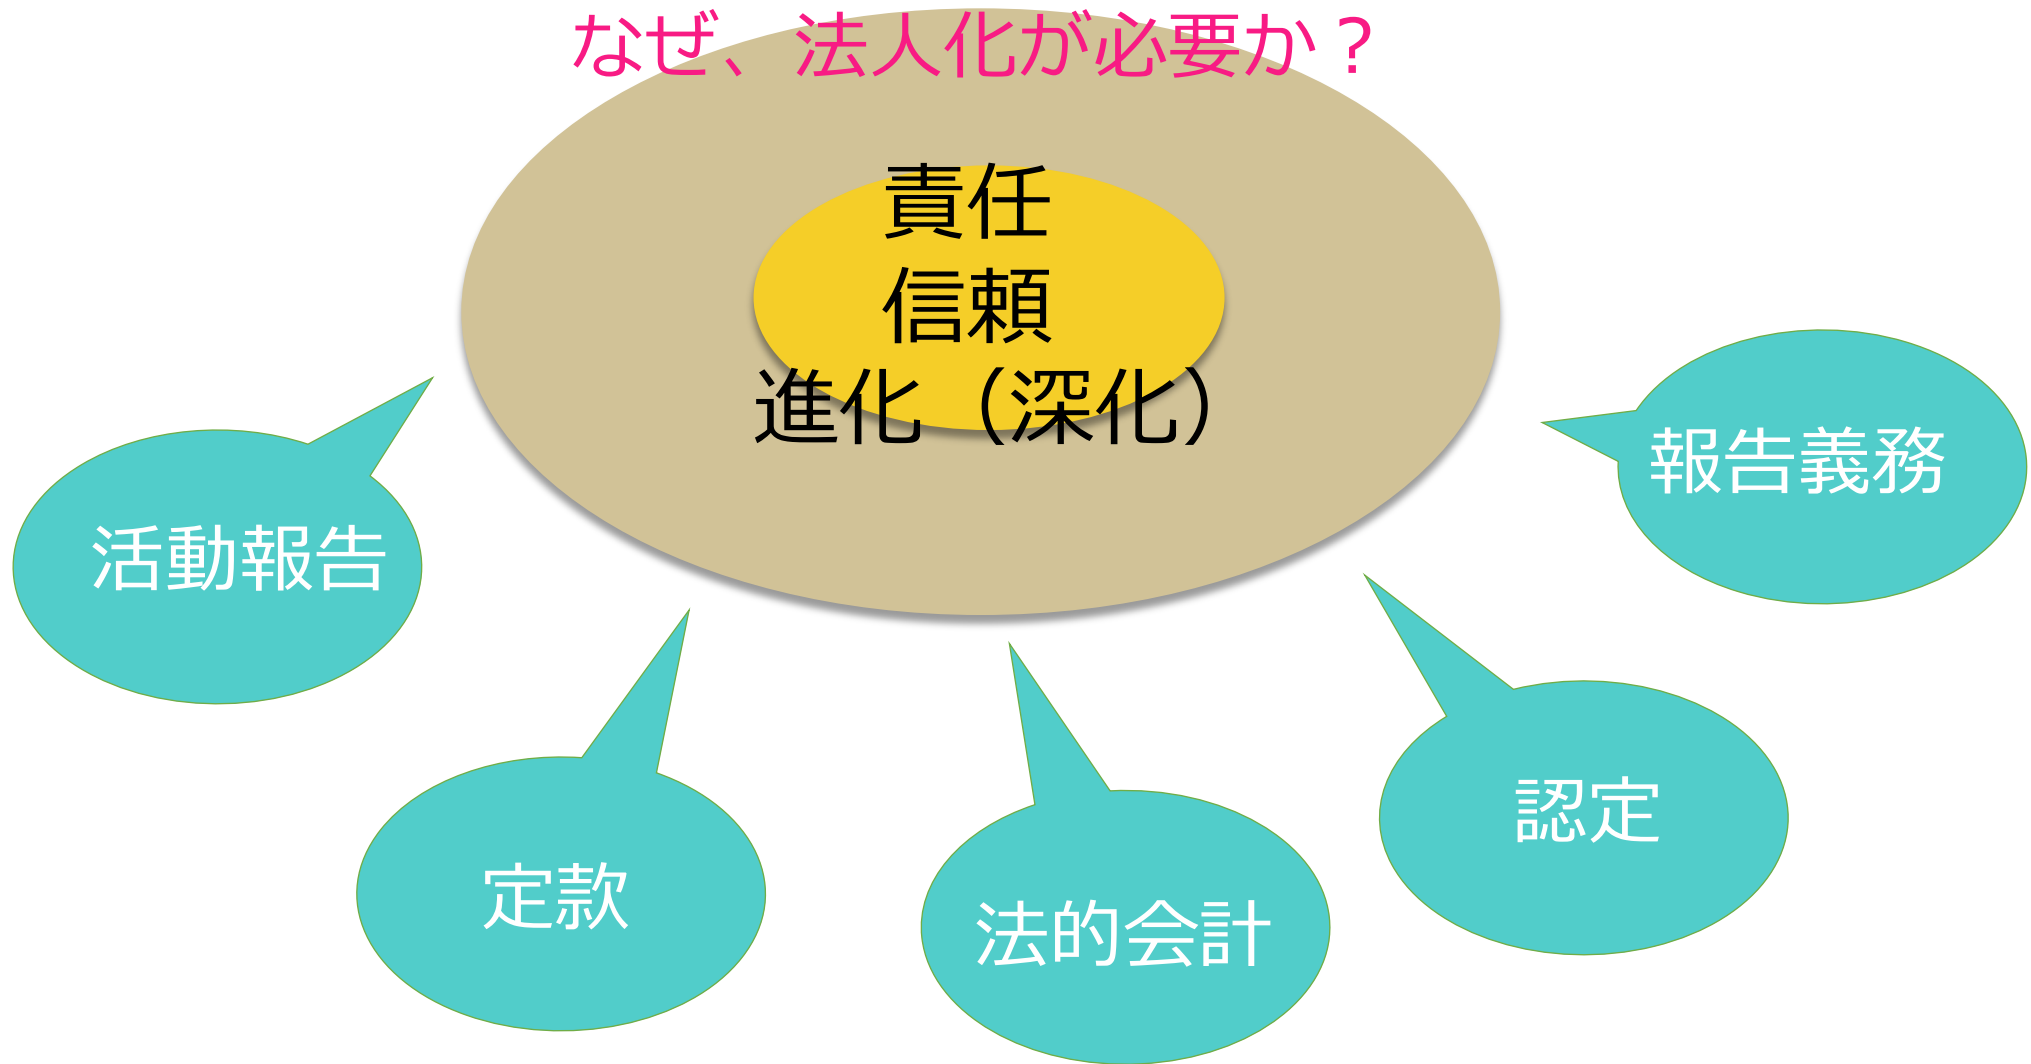 なぜ、法人化が必要か？
責任
信頼
進化（深化）
報告義務
活動報告
認定
定款
法的会計